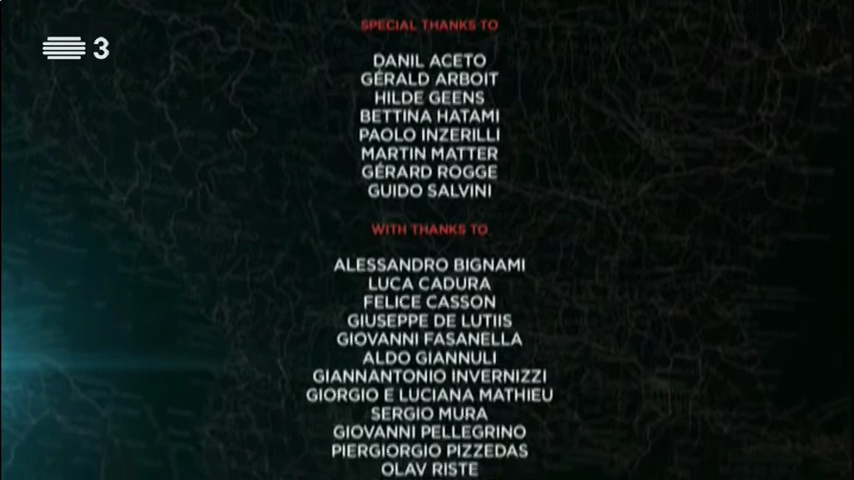 SPECIAL THANKS TO
3
DANIL ACETO
GÉRALD ARBOIT
HILDE GEENS
BETTINA HATAMI
PAOLO INZERILLI
MARTIN MATTER
GÉRARD ROGGE
GUIDO SALVINI
WITH THANKS TO
ALESSANDRO BIGNAMI
LUCA CADURA
FELICE CASSON
GIUSEPPE DE LUTIIS
GIOVANNI FASANELLA
ALDO GIANNULI
GIANNANTONIO INVERNIZZI
GIORGIO E LUCIANA MATHIEU
SERGIO MURA
GIOVANNI PELLEGRINO
PIERGIORGIO PIZZEDAS
OLAV RISTE